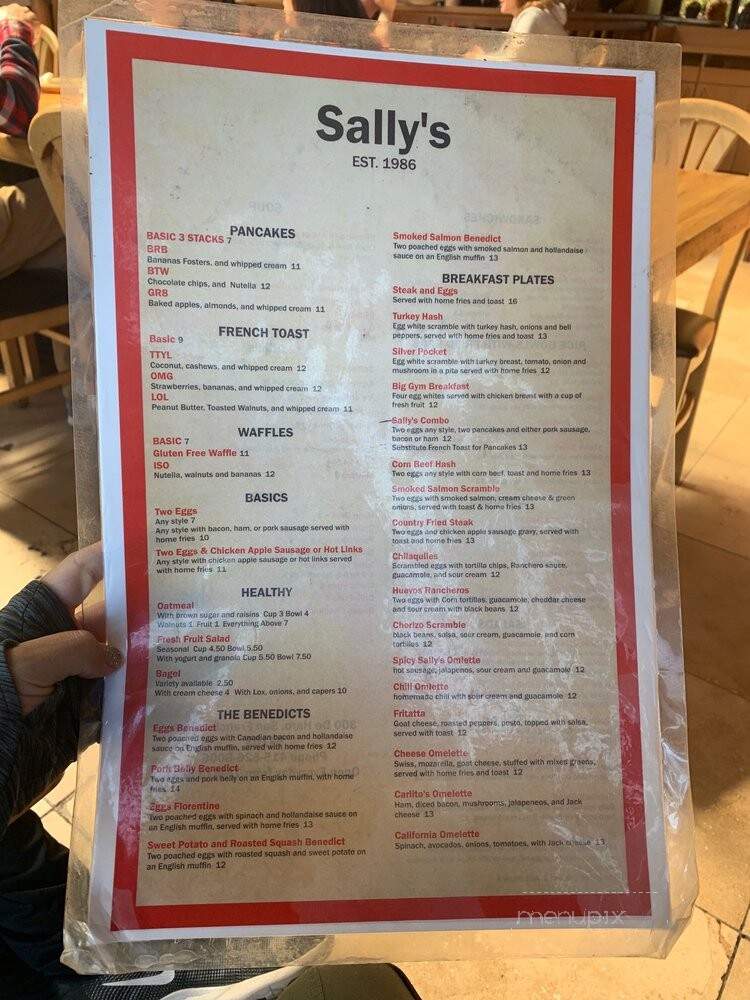 Sally's
EST. 1986
PANCAKES
BASIC 3 STACKS 7
BRB
Bananas Fosters, and whipped cream 11
BTW
Chocolate chips, and Nutella 12
GR8
Baked apples, almonds, and whipped cream 11
FRENCH TOAST
Basic 9
TTYL
Coconut, cashews, and whipped cream 12
OMG
Strawberries, bananas, and whipped cream 12
LOL
Peanut Butter, Toasted Walnuts, and whipped cream 11
WAFFLES
BASIC 7
Gluten Free Waffle 11
ISO
Nutella, walnuts and bananas 12
BASICS
Two Eggs
Any style 7
Any style with bacon, ham, or pork sausage served with
home fries 10
Two Eggs & Chicken Apple Sausage or Hot Links
Any style with chicken apple sausage or hot links served
with home fries 11
HEALTHY
Oatmeal
With brown sugar and raisins Cup 3 Bowl 4
Walnuts 1 Fruit 1 Everything Above 7
Fresh Fruit Salad
Seasonal Cup 4.50 Bowl 5.50
With yogurt and granola Cup 5.50 Bowl 7.50
Bagel
Variety available 2.50
With cream cheese 4 With Lox, onions, and capers 10
THE BENEDICTS
Eggs Benedict
Two poached eggs with Canadian bacon and hollandaise
sauce on English muffin, served with home fries 12
Pork Belly Benedict
Two eggs and pork belly on an English muffin, with home
fries 14
Eggs Florentine
Two poached eggs with spinach and hollandaise sauce on
an English muffin, served with home fries 13
Sweet Potato and Roasted Squash Benedict
Two poached eggs with roasted squash and sweet potato on
an English muffin 12
Smoked Salmon Benedict
Two poached eggs with smoked salmon and hollandaise
sauce on an English muffin 13
BREAKFAST PLATES
Steak and Eggs
Served with home fries and toast 16
Turkey Hash
Egg white scramble with turkey hash, onions and bell
peppers, served with home fries and toast 13
Silver Pocket
Egg white scramble with turkey breast, tomato, onion and
mushroom in a pita served with home fries 12
Big Gym Breakfast
Four egg whites served with chicken breast with a cup of
fresh fruit 12
Sally's Combo
Two eggs any style, two pancakes and either pork sausage,
bacon or ham 12
Substitute French Toast for Pancakes 13
Corn Beef Hash
Two eggs any style with corn beef, toast and home fries 13
Smoked Salmon Scramble
Two eggs with smoked salmon, cream cheese & green
onions, served with toast & home fries 13
Country Fried Steak
Two eggs and chicken apple sausage gravy, served with
toast and home fries 13
Chilaquiles
Scrambled eggs with tortilla chips, Ranchero sauce,
guacamole, and sour cream 12
Huevos Rancheros
Two eggs with Corn tortillas, guacamole, cheddar cheese
and sour cream with black beans 12
Chorizo Scramble
black beans, salsa, sour cream, guacamole, and corn
tortilles 12
Spicy Sally's Omlette
hot sausage, jalapenos, sour cream and guacamole 12
Chili Omlette
homemade chili with sour cream and guacamole 12
Fritatta
Goat cheese, roasted peppers, pesto, topped with salsa,
served with toast 12
Cheese Omelette
Swiss, mozarella, goat cheese, stuffed with mixed greens,
served with home fries and toast 12
Carlito's Omelette
Ham, diced bacon, mushrooms, jalapeneos, and Jack
cheese 13
California Omelette
Spinach, avocados, onions, tomatoes, with Jack cheese 13
menupix